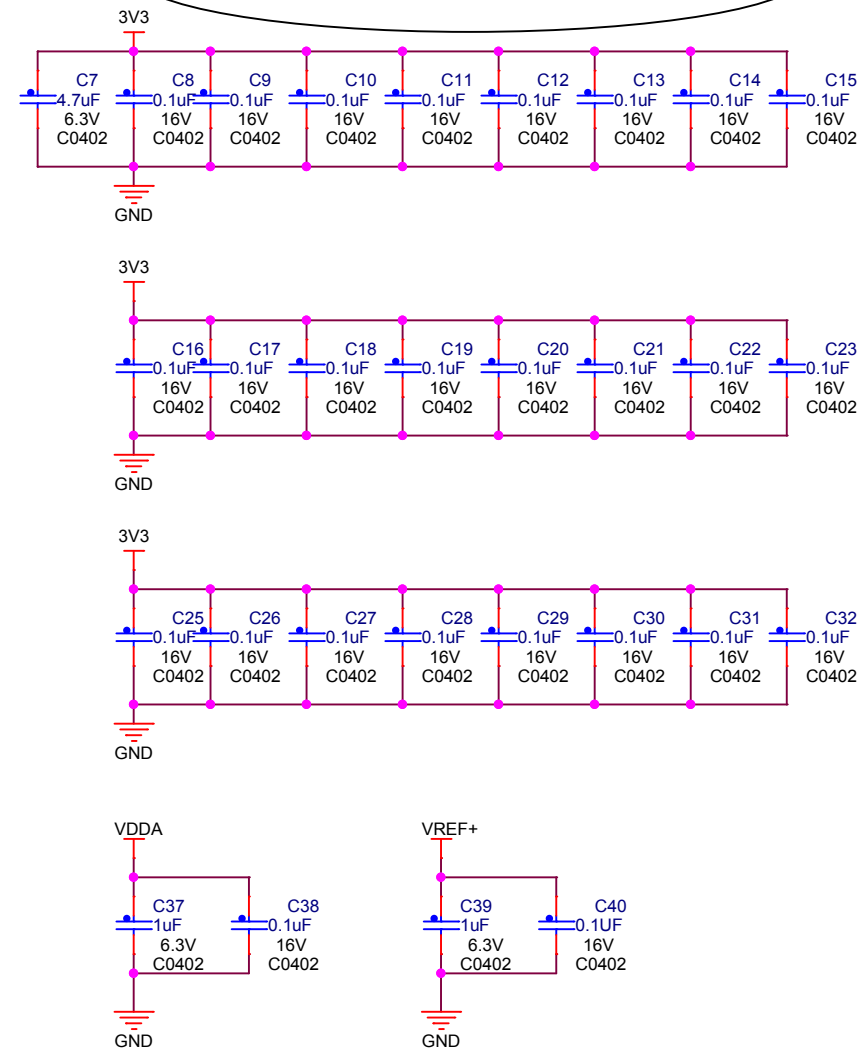 3V3
C7 C8 C9 C10 C11 C12 C13 C14 C15
4.7uF 0.1uF 0.1uF 0.1uF 0.1uF 0.1uF 0.1uF 0.1uF 0.1uF
6.3V 16V 16V 16V 16V 16V 16V 16V 16V
C0402 C0402 C0402 C0402 C0402 C0402 C0402 C0402 C0402
GND
3V3
C16 C17 C18 C19 C20 C21 C22 C23
0.1uF 0.1uF 0.1uF 0.1uF 0.1uF 0.1uF 0.1uF 0.1uF
16V 16V 16V 16V 16V 16V 16V 16V
C0402 C0402 C0402 C0402 C0402 C0402 C0402 C0402
GND
3V3
C25 C26 C27 C28 C29 C30 C31 C32
0.1uF 0.1uF 0.1uF 0.1uF 0.1uF 0.1uF 0.1uF 0.1uF
16V 16V 16V 16V 16V 16V 16V 16V
C0402 C0402 C0402 C0402 C0402 C0402 C0402 C0402
GND
VDDA VREF+
C37 C38 C39 C40
1uF 0.1uF 1uF 0.1UF
6.3V 16V 6.3V 16V
C0402 C0402 C0402 C0402
GND GND